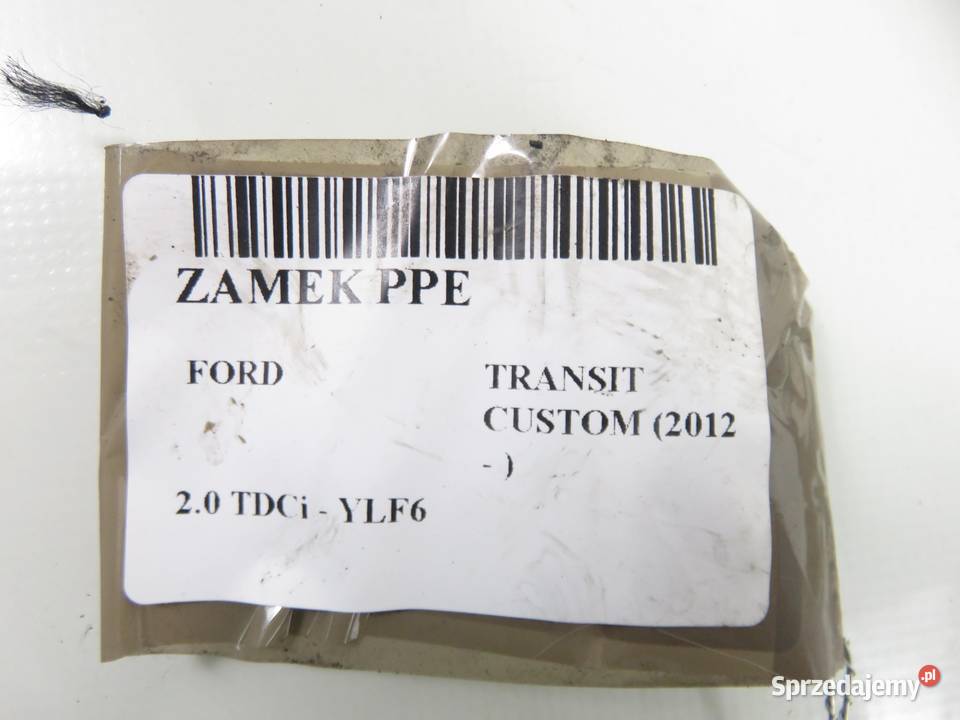 ZAMEK PPE
FORD
TRANSIT
CUSTOM (2012
- )
2.0 TDCi - YLF6
Sprzedajemy.pl